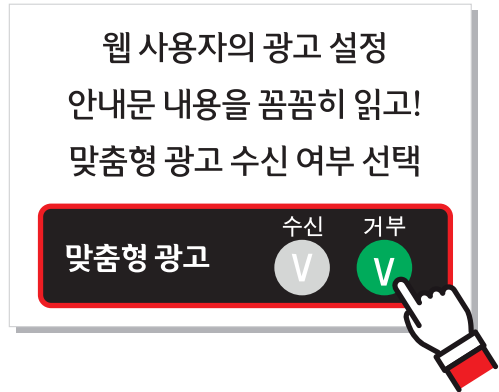 웹 사용자의 광고 설정
안내문 내용을 꼼꼼히 읽고!
맞춤형 광고 수신 여부 선택
수신 거부
맞춤형 광고 V V